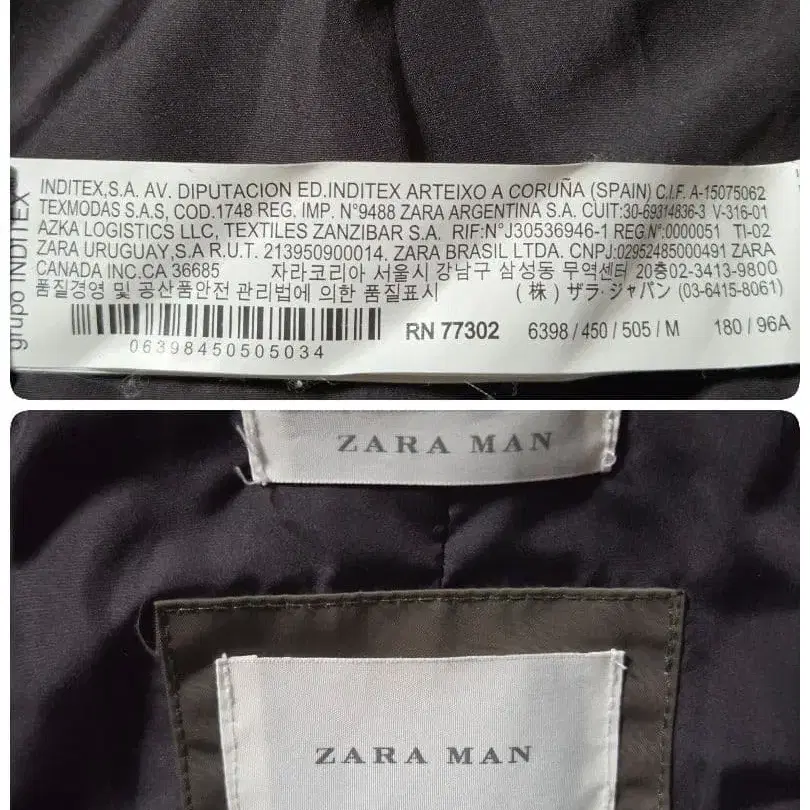 grupo INDITEX
INDITEX,S.A. AV. DIPUTACION ED.INDITEX ARTEIXO A CORUÑA (SPAIN) C.I.F. A-15075062
TEXMODAS S.A.S, COD.1748 REG. IMP. N°9488 ZARA ARGENTINA S.A. CUIT:30-69314836-3 V-316-01
AZKA LOGISTICS LLC, TEXTILES ZANZIBAR S.A. RIF:N°J30536946-1 REG.N°:0000051 TI-02
ZARA URUGUAY,S.A R.U.T. 213950900014. ZARA BRASIL LTDA. CNPJ:02952485000491 ZARA
CANADA INC.CA 36685 자라코리아 서울시 강남구 삼성동 무역센터 20층02-3413-9800
품질경영 및 공산품안전 관리법에 의한 품질표시 (株) ザラ・ジャパン (03-6415-8061)
06398450505034 RN 77302 6398 / 450 / 505 / M 180 / 96A
ZARA MAN
ZARA MAN